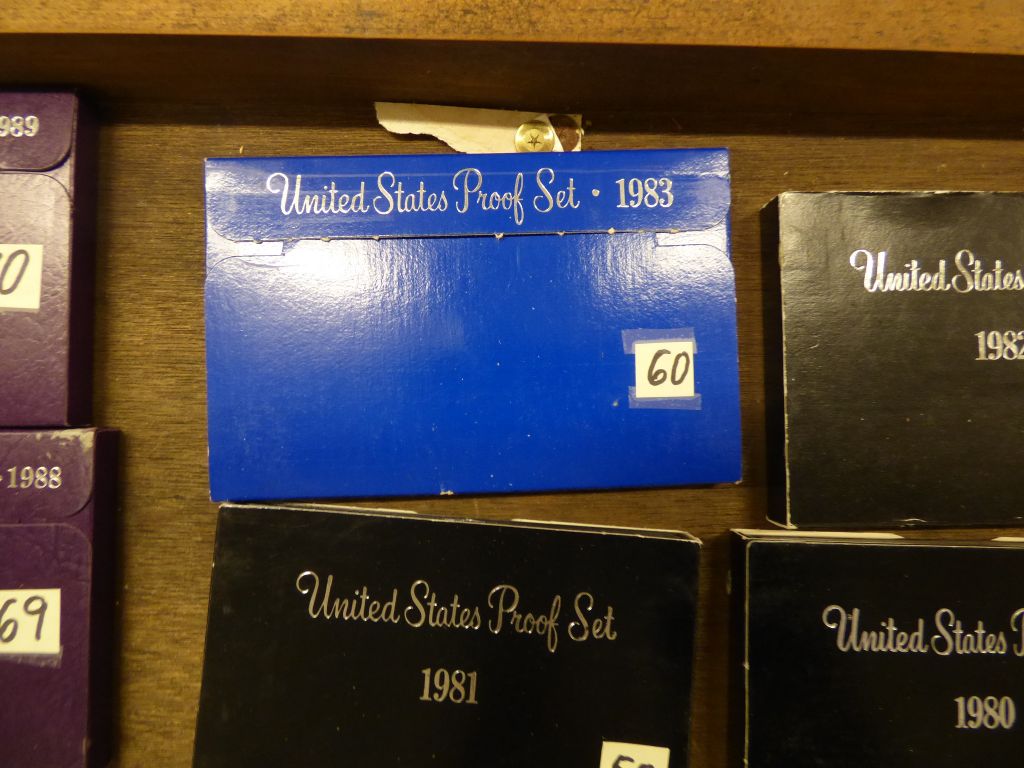 989
0
United States Proof Set · 1983
60
United States
1982
· 1988
69
United States Proof Set
1981
United States P
1980